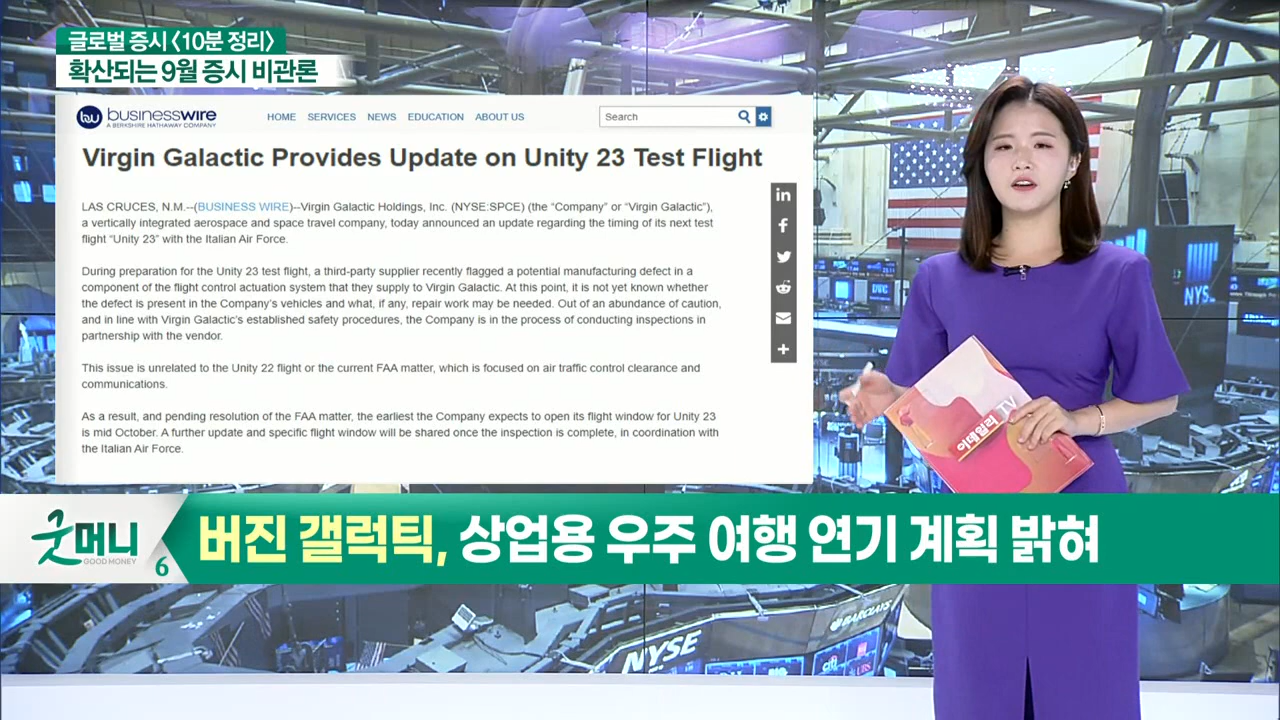 글로벌 증시 <10분 정리>
확산되는 9월 증시 비관론
bw businesswire
A BERKSHIRE HATHAWAY COMPANY
HOME SERVICES NEWS EDUCATION ABOUT US
Search
Virgin Galactic Provides Update on Unity 23 Test Flight
LAS CRUCES, N.M.--(BUSINESS WIRE)--Virgin Galactic Holdings, Inc. (NYSE:SPCE) (the “Company” or “Virgin Galactic”),
a vertically integrated aerospace and space travel company, today announced an update regarding the timing of its next test
flight “Unity 23” with the Italian Air Force.
During preparation for the Unity 23 test flight, a third-party supplier recently flagged a potential manufacturing defect in a
component of the flight control actuation system that they supply to Virgin Galactic. At this point, it is not yet known whether
the defect is present in the Company’s vehicles and what, if any, repair work may be needed. Out of an abundance of caution,
and in line with Virgin Galactic’s established safety procedures, the Company is in the process of conducting inspections in
partnership with the vendor.
This issue is unrelated to the Unity 22 flight or the current FAA matter, which is focused on air traffic control clearance and
communications.
As a result, and pending resolution of the FAA matter, the earliest the Company expects to open its flight window for Unity 23
is mid October. A further update and specific flight window will be shared once the inspection is complete, in coordination with
the Italian Air Force.
in
f
이데일리 TV
NYS
굿머니
GOOD MONEY
6
버진 갤럭틱, 상업용 우주 여행 연기 계획 밝혀
BARCLAYS
NYSE
citi
UBS